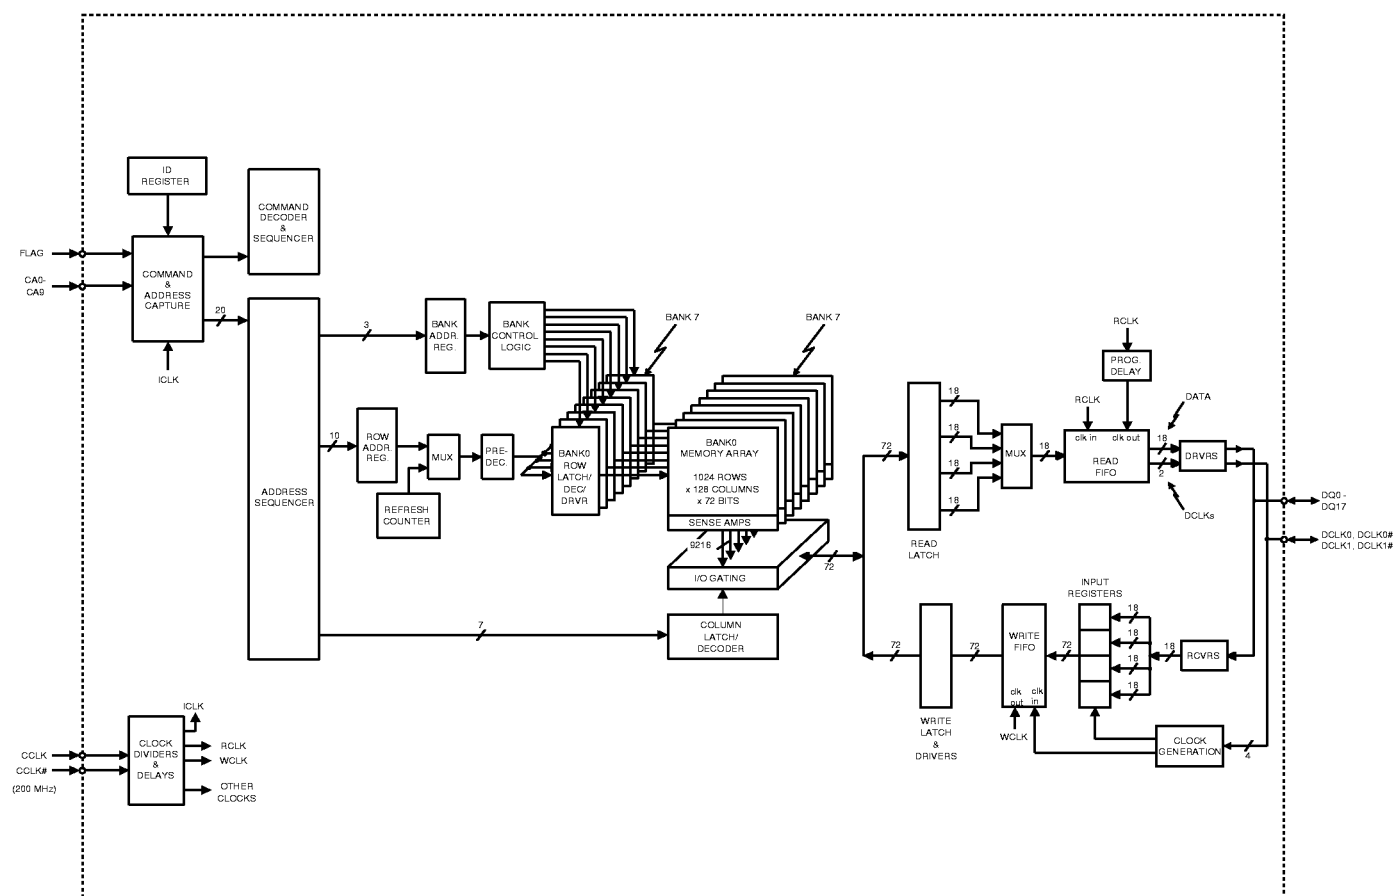 ID
REGISTER
COMMAND
DECODER
&
SEQUENCER
FLAG
CA0-
CA9
COMMAND
&
ADDRESS
CAPTURE
20
ICLK
3
BANK
ADDR.
REG.
BANK
CONTROL
LOGIC
BANK 7
BANK 7
10
ROW
ADDR.
REG.
MUX
PRE-
DEC.
REFRESH
COUNTER
ADDRESS
SEQUENCER
BANK0
ROW
LATCH/
DEC/
DRVR
BANK0
MEMORY ARRAY
1024 ROWS
x 128 COLUMNS
x 72 BITS
SENSE AMPS
9216
I/O GATING
72
7
COLUMN
LATCH/
DECODER
72
18
18
18
18
READ
LATCH
MUX
18
RCLK
PROG.
DELAY
RCLK
clk in
clk out
READ
FIFO
DATA
18
2
DCLKs
DRVRS
DQ0 -
DQ17
DCLK0, DCLK0#
DCLK1, DCLK1#
INPUT
REGISTERS
18
18
18
18
18
RCVRS
72
WRITE
FIFO
clk
out
clk
in
WCLK
72
72
WRITE
LATCH
&
DRIVERS
CLOCK
GENERATION
4
CCLK
CCLK#
(200 MHz)
CLOCK
DIVIDERS
&
DELAYS
ICLK
RCLK
WCLK
OTHER
CLOCKS